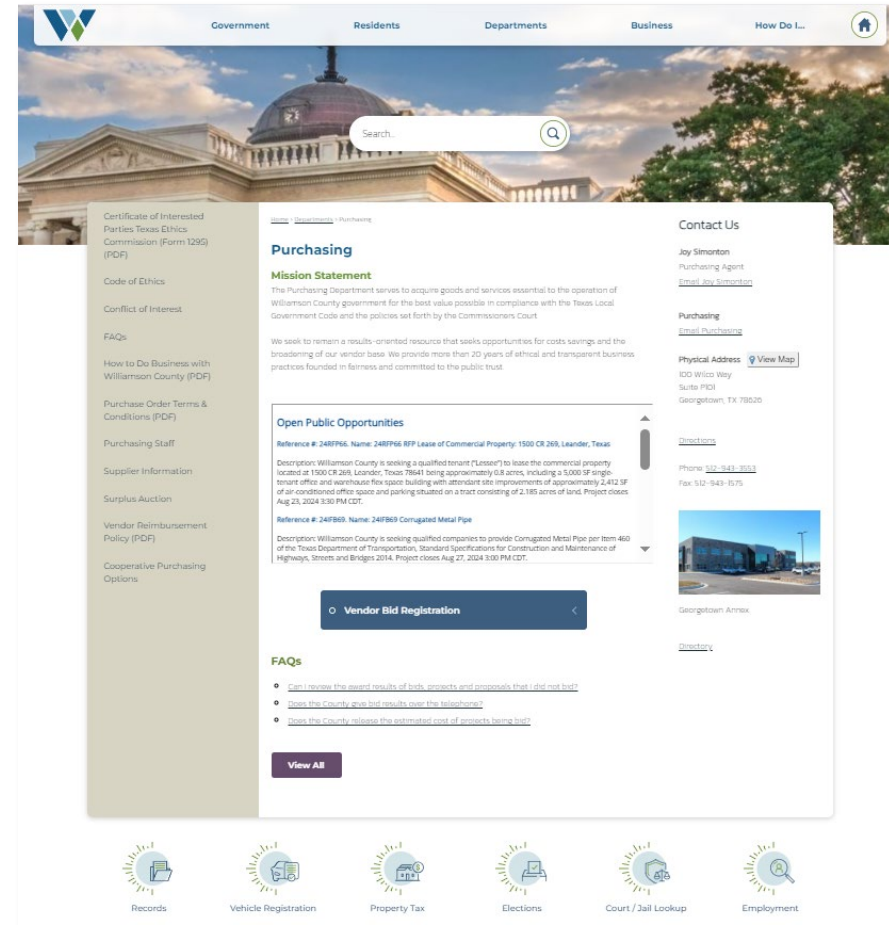 Government
Residents
Departments
Business
How Do I...
Search...
Certificate of Interested
Parties Texas Ethics
Commission (Form 1295)
(PDF)
Code of Ethics
Conflict of Interest
FAQs
How to Do Business with
Williamson County (PDF)
Purchase Order Terms &
Conditions (PDF)
Purchasing Staff
Supplier Information
Surplus Auction
Vendor Reimbursement
Policy (PDF)
Cooperative Purchasing
Options
Home › Departments › Purchasing
Purchasing
Mission Statement
The Purchasing Department serves to acquire goods and services essential to the operation of
Williamson County government for the best value possible in compliance with the Texas Local
Government Code and the policies set forth by the Commissioners Court
We seek to remain a results-oriented resource that seeks opportunities for costs savings and the
broadening of our vendor base. We provide more than 20 years of ethical and transparent business
practices founded in fairness and committed to the public trust
Open Public Opportunities
Reference #: 24RFP66. Name: 24RFP66 RFP Lease of Commercial Property: 1500 CR 269, Leander, Texas
Description: Williamson County is seeking a qualified tenant ("Lessee") to lease the commercial property
located at 1500 CR 269, Leander, Texas 78641 being approximately 0.8 acres, including a 5,000 SF single-
tenant office and warehouse flex space building with attendant site improvements of approximately 2,412 SF
of air-conditioned office space and parking situated on a tract consisting of 2.185 acres of land. Project closes
Aug 23, 2024 3:30 PM CDT.
Reference #: 24IFB69. Name: 24IFB69 Corrugated Metal Pipe
Description: Williamson County is seeking qualified companies to provide Corrugated Metal Pipe per Item 460
of the Texas Department of Transportation, Standard Specifications for Construction and Maintenance of
Highways, Streets and Bridges 2014. Project closes Aug 27, 2024 3:00 PM CDT.
Vendor Bid Registration
FAQs
Can I review the award results of bids, projects and proposals that I did not bid?
Does the County give bid results over the telephone?
Does the County release the estimated cost of projects being bid?
View All
Contact Us
Joy Simonton
Purchasing Agent
Email Joy Simonton
Purchasing
Email Purchasing
Physical Address View Map
100 Wilco Way
Suite P101
Georgetown, TX 78626
Directions
Phone: 512-943-3553
Fax: 512-943-1575
Georgetown Annex
Directory
Records
Vehicle Registration
Property Tax
Elections
Court / Jail Lookup
Employment